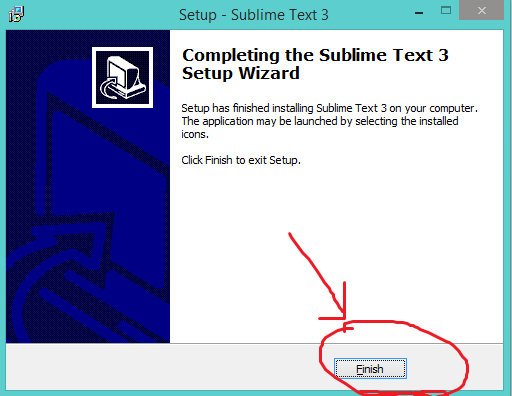 Setup - Sublime Text 3
Completing the Sublime Text 3
Setup Wizard
Setup has finished installing Sublime Text 3 on your computer.
The application may be launched by selecting the installed
icons.
Click Finish to exit Setup.
Finish